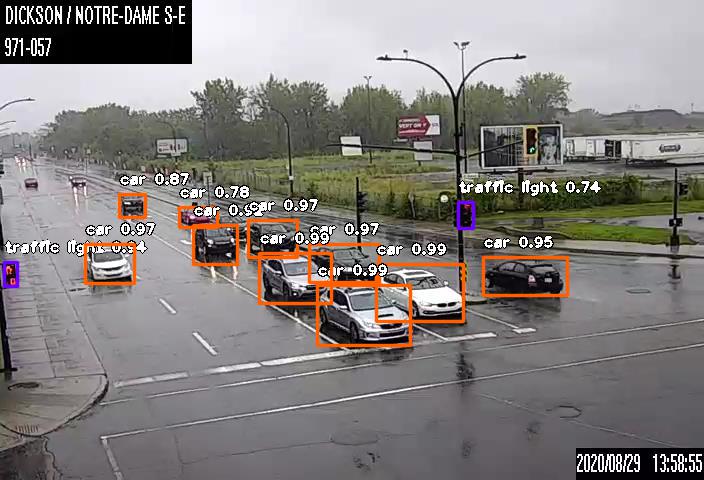 DICKSON / NOTRE-DAME S-E
971-057
car 0.87
car 0.78
car 0.97
traffic light 0.74
car 0.97
car 0.97
car 0.99
car 0.99
car 0.95
car 0.99
2020/08/29 13:58:55